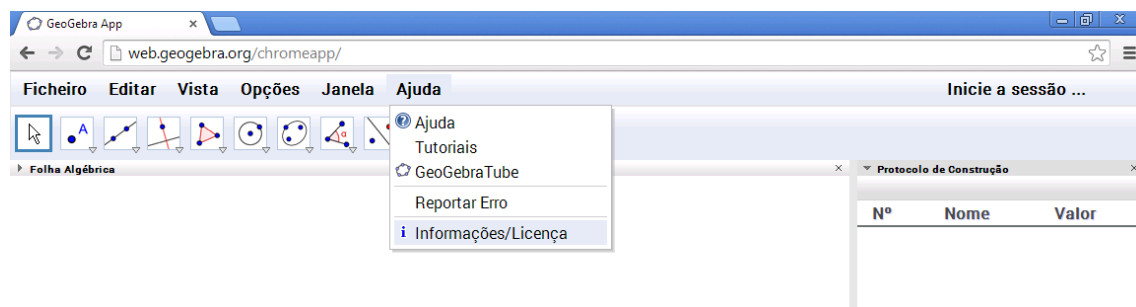 GeoGebra App
web.geogebra.org/chromeapp/
Ficheiro Editar Vista Opções Janela Ajuda Inicie a sessão ...
A α
Ajuda
Tutoriais
GeoGebraTube
Reportar Erro
Informações/Licença
Folha Algébrica
Protocolo de Construção
Nº Nome Valor